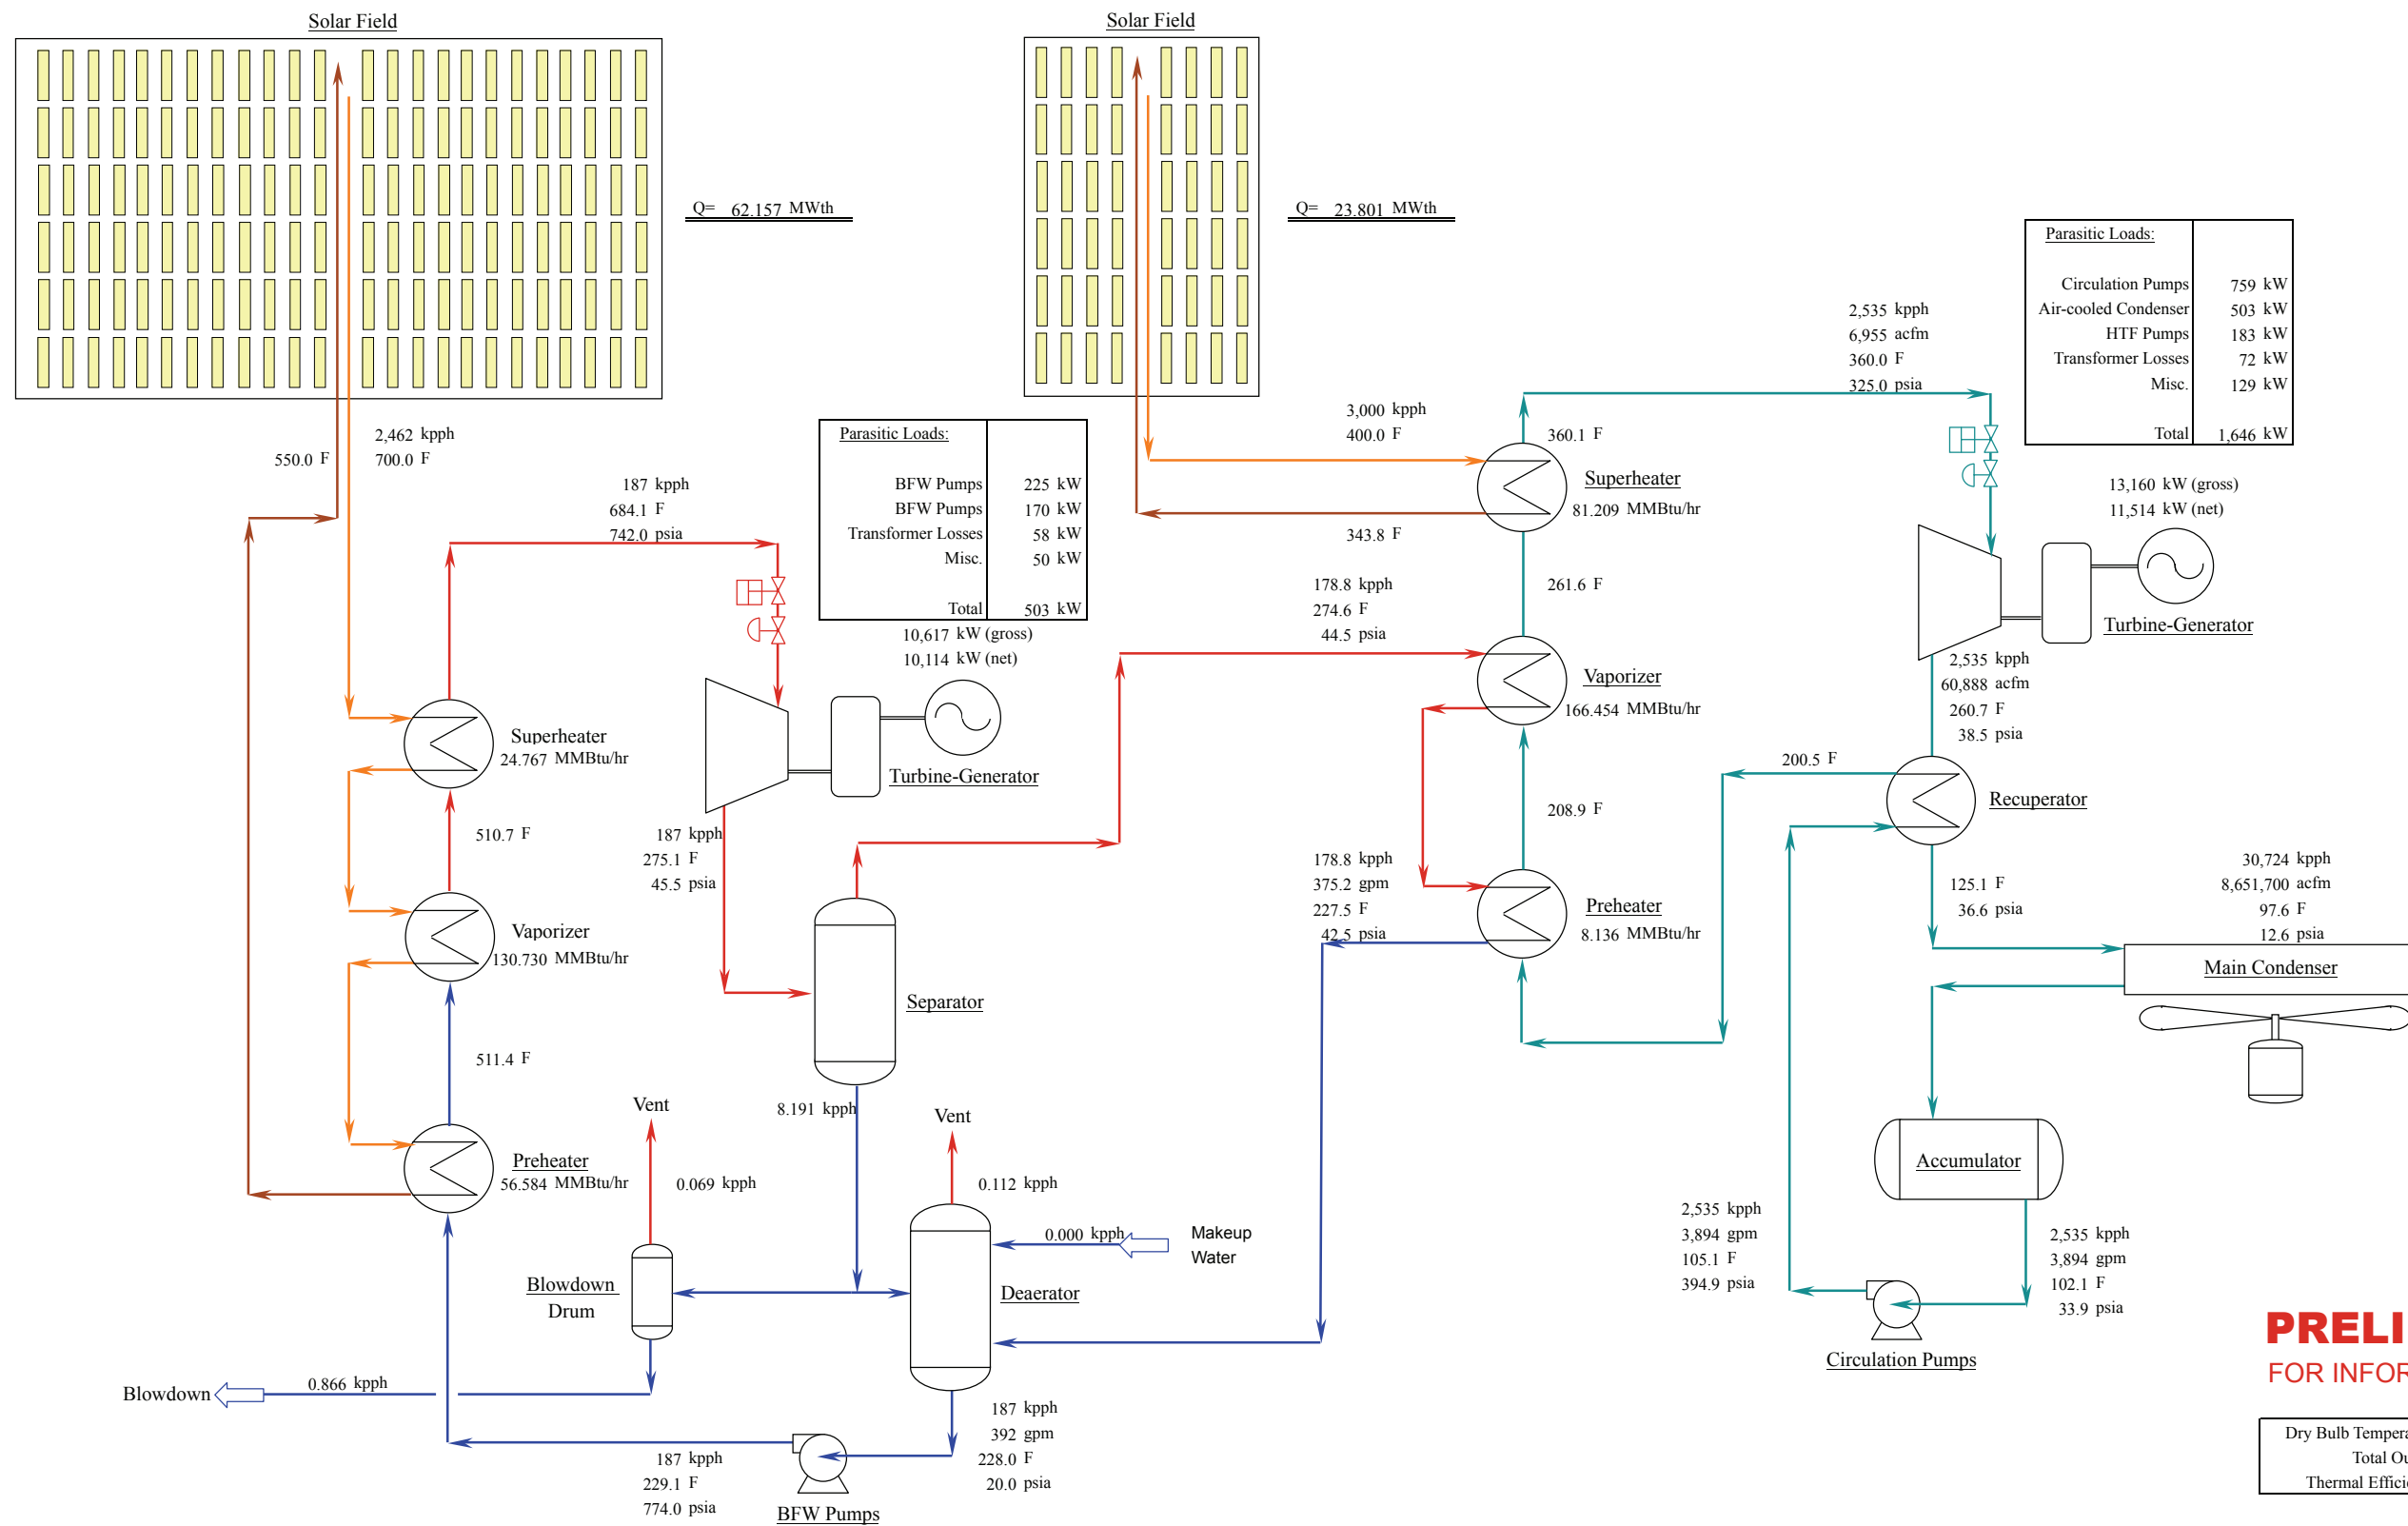 Solar Field
Solar Field
Q= 62.157 MWth
Q= 23.801 MWth
Parasitic Loads:
Circulation Pumps 759 kW
Air-cooled Condenser 503 kW
HTF Pumps 183 kW
Transformer Losses 72 kW
Misc. 129 kW
Total 1,646 kW
2,535 kpph
6,955 acfm
360.0 F
325.0 psia
550.0 F
2,462 kpph
700.0 F
3,000 kpph
400.0 F
360.1 F
Superheater
81.209 MMBtu/hr
343.8 F
187 kpph
684.1 F
742.0 psia
Parasitic Loads:
BFW Pumps 225 kW
BFW Pumps 170 kW
Transformer Losses 58 kW
Misc. 50 kW
Total 503 kW
10,617 kW (gross)
10,114 kW (net)
Turbine-Generator
13,160 kW (gross)
11,514 kW (net)
Turbine-Generator
178.8 kpph
274.6 F
44.5 psia
261.6 F
Vaporizer
166.454 MMBtu/hr
2,535 kpph
60,888 acfm
260.7 F
38.5 psia
Superheater
24.767 MMBtu/hr
200.5 F
Recuperator
208.9 F
510.7 F
187 kpph
275.1 F
45.5 psia
178.8 kpph
375.2 gpm
227.5 F
42.5 psia
Preheater
8.136 MMBtu/hr
125.1 F
36.6 psia
30,724 kpph
8,651,700 acfm
97.6 F
12.6 psia
Main Condenser
Vaporizer
130.730 MMBtu/hr
Separator
511.4 F
8.191 kpph
Vent
Vent
Preheater
56.584 MMBtu/hr
0.069 kpph
0.112 kpph
Accumulator
0.000 kpph
Makeup
Water
2,535 kpph
3,894 gpm
105.1 F
394.9 psia
2,535 kpph
3,894 gpm
102.1 F
33.9 psia
Blowdown
Drum
Deaerator
Circulation Pumps
PRELI
FOR INFOR
Blowdown
0.866 kpph
187 kpph
392 gpm
228.0 F
20.0 psia
187 kpph
229.1 F
774.0 psia
BFW Pumps
Dry Bulb Tempera
Total Ou
Thermal Effici